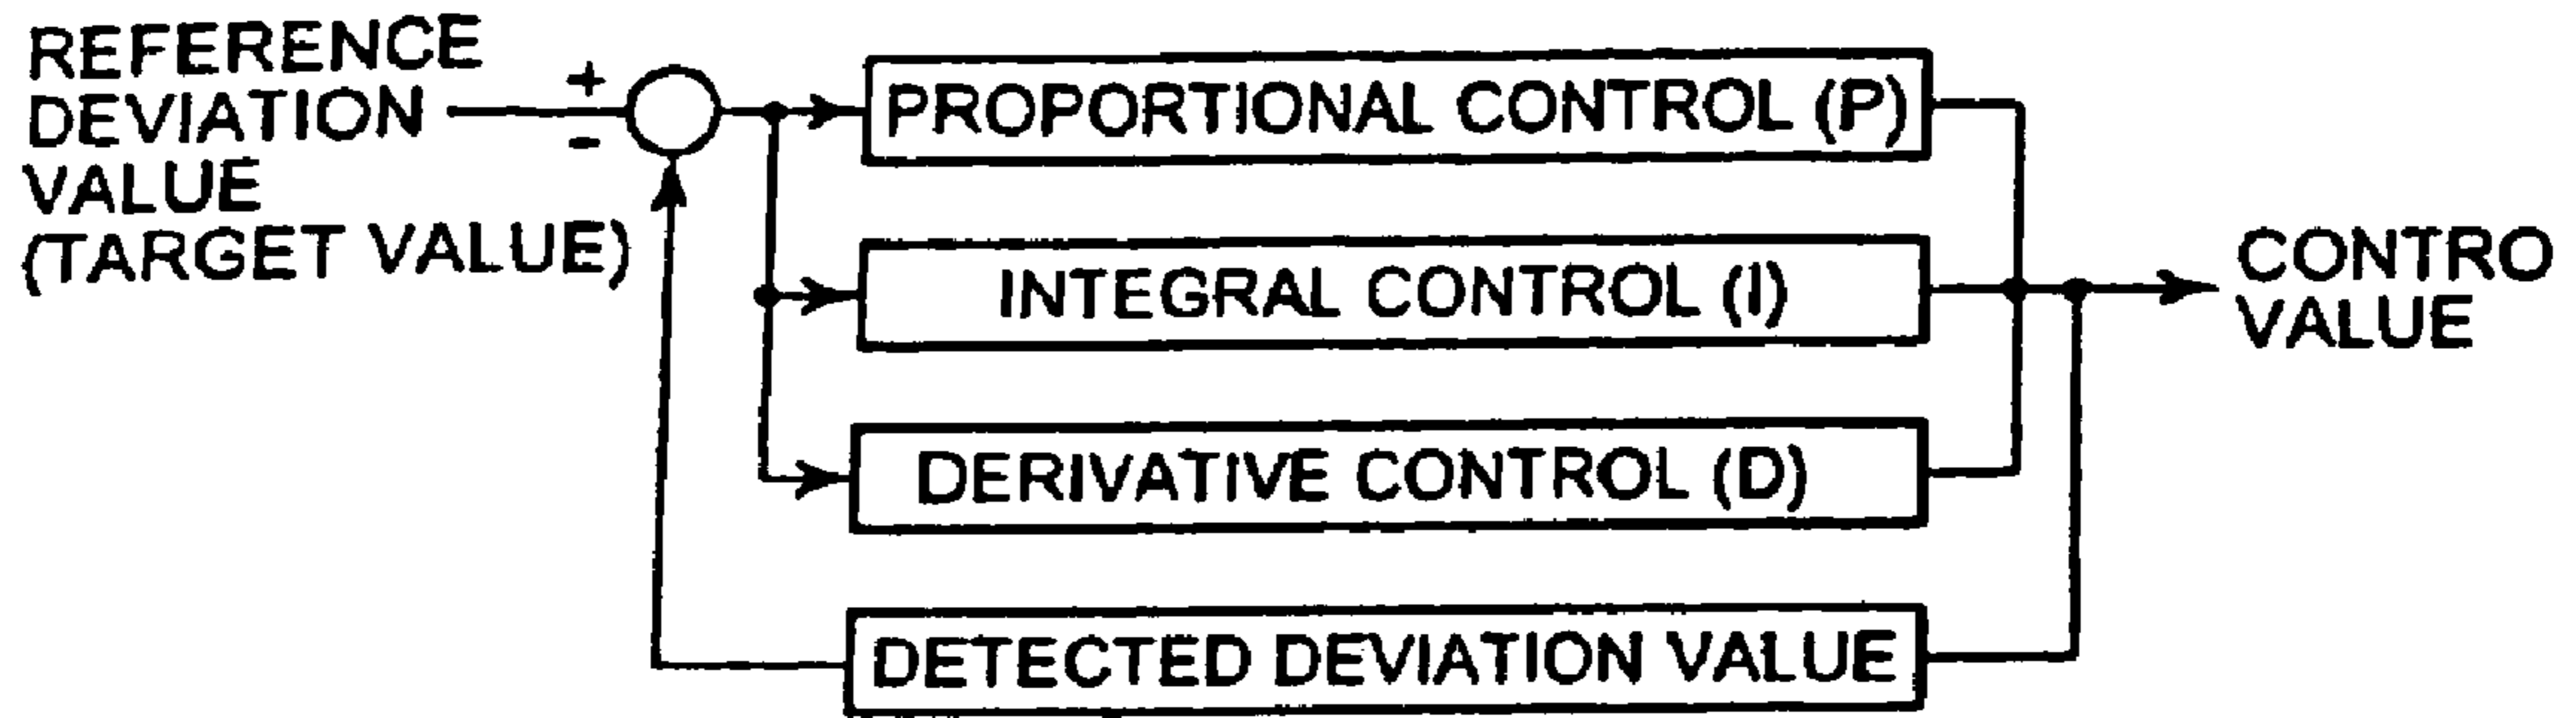 REFERENCE
DEVIATION
VALUE
(TARGET VALUE)
+
-
PROPORTIONAL CONTROL (P)
INTEGRAL CONTROL (I)
DERIVATIVE CONTROL (D)
DETECTED DEVIATION VALUE
CONTRO
VALUE